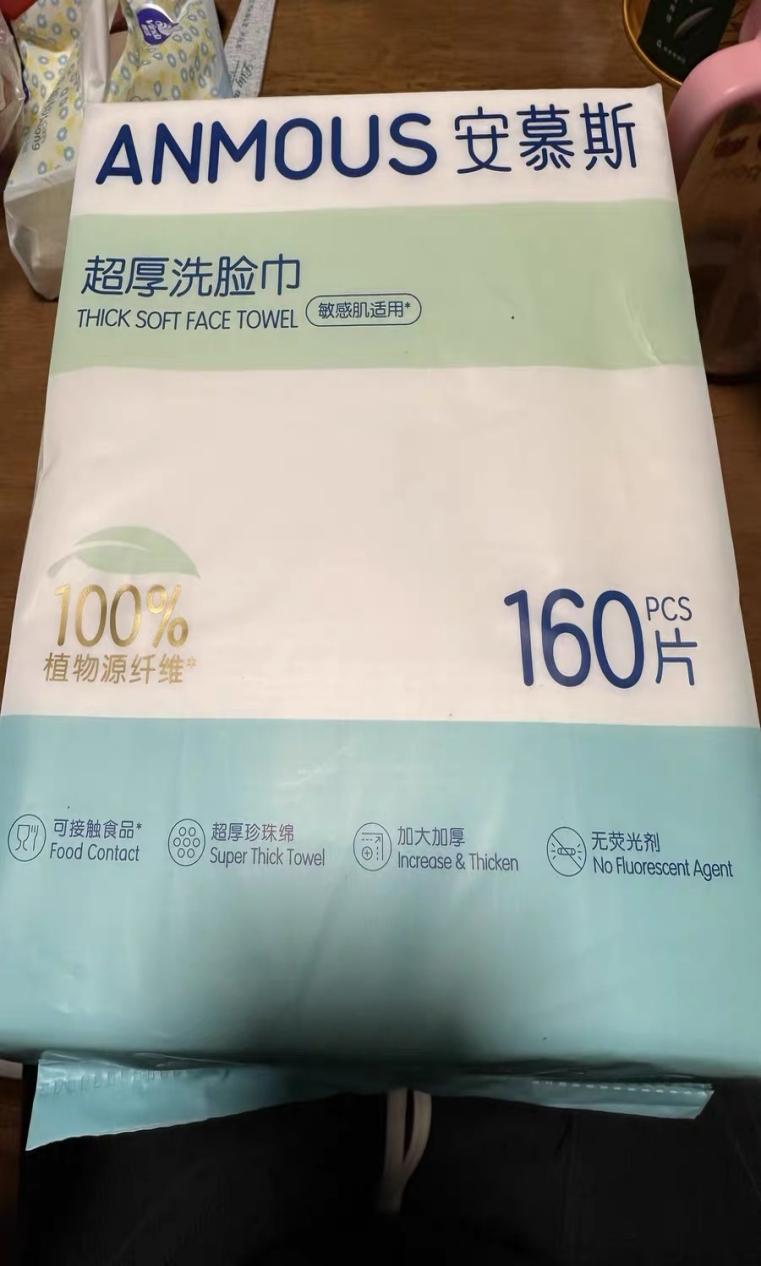 ANMOUS 安慕斯
超厚洗脸巾
THICK SOFT FACE TOWEL 敏感肌适用*
100%
植物源纤维*
160 PCS 片
可接触食品*
Food Contact
超厚珍珠绵
Super Thick Towel
加大加厚
Increase & Thicken
无荧光剂
No Fluorescent Agent